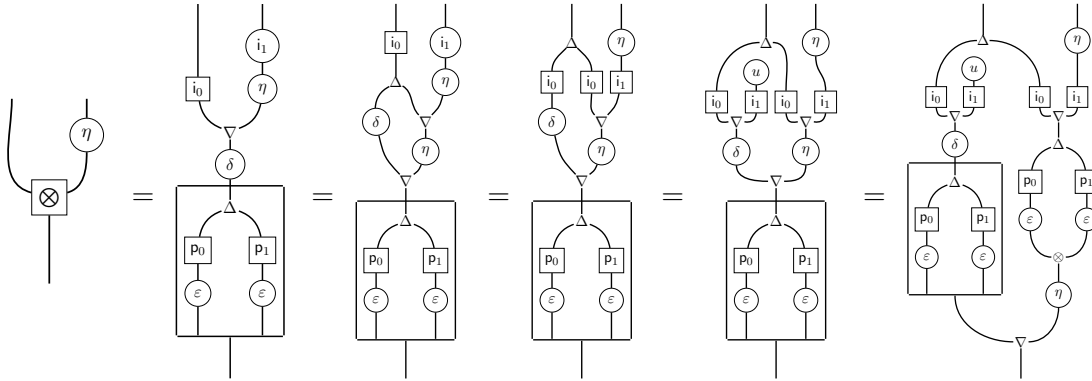 η
⊗
=
i₁
i₀ η
∇
δ
Δ
p₀ p₁
ε ε
=
i₀ i₁
Δ η
δ ∇
η
∇
Δ
p₀ p₁
ε ε
=
Δ η
i₀ i₀ i₁
δ ∇
η
∇
Δ
p₀ p₁
ε ε
=
Δ η
u
i₀ i₁ i₀ i₁
∇ ∇
δ η
∇
Δ
p₀ p₁
ε ε
=
Δ η
u
i₀ i₁ i₀ i₁
∇ ∇
δ Δ
Δ p₀ p₁
p₀ p₁ ε ε
ε ε ⊗
η
∇